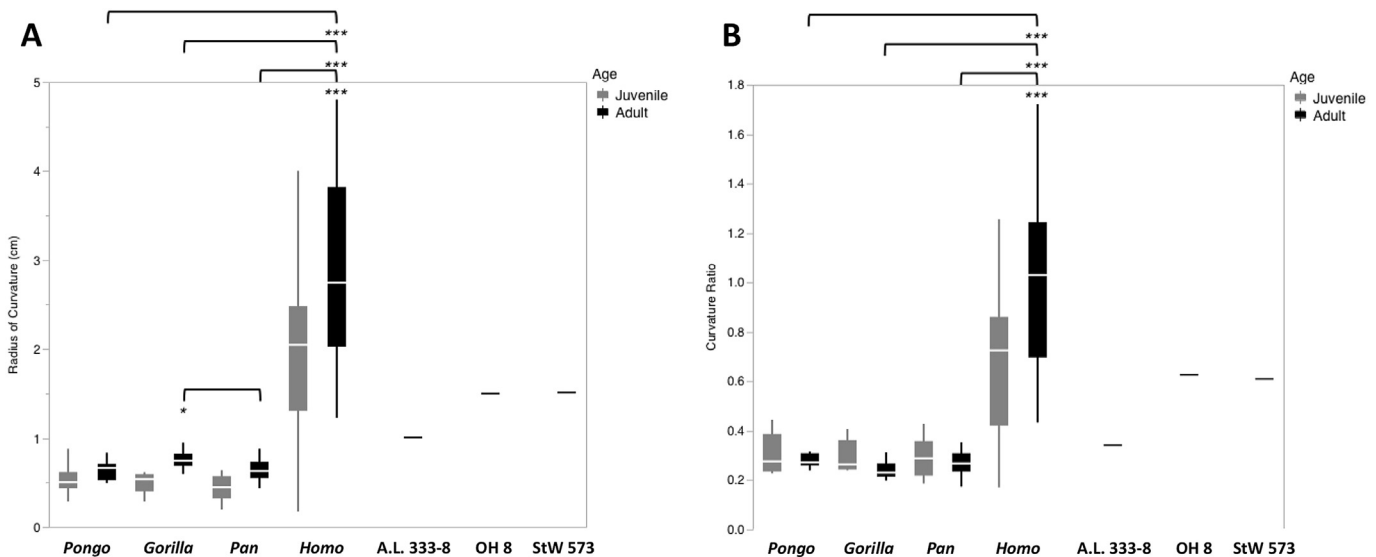 A
***
***
***
Age
Juvenile
Adult
Radius of Curvature (cm)
5
4
3
2
1
0
*
Pongo Gorilla Pan Homo A.L. 333-8 OH 8 StW 573
B
***
***
***
Age
Juvenile
Adult
Curvature Ratio
1.8
1.6
1.4
1.2
1.0
0.8
0.6
0.4
0.2
0.0
Pongo Gorilla Pan Homo A.L. 333-8 OH 8 StW 573